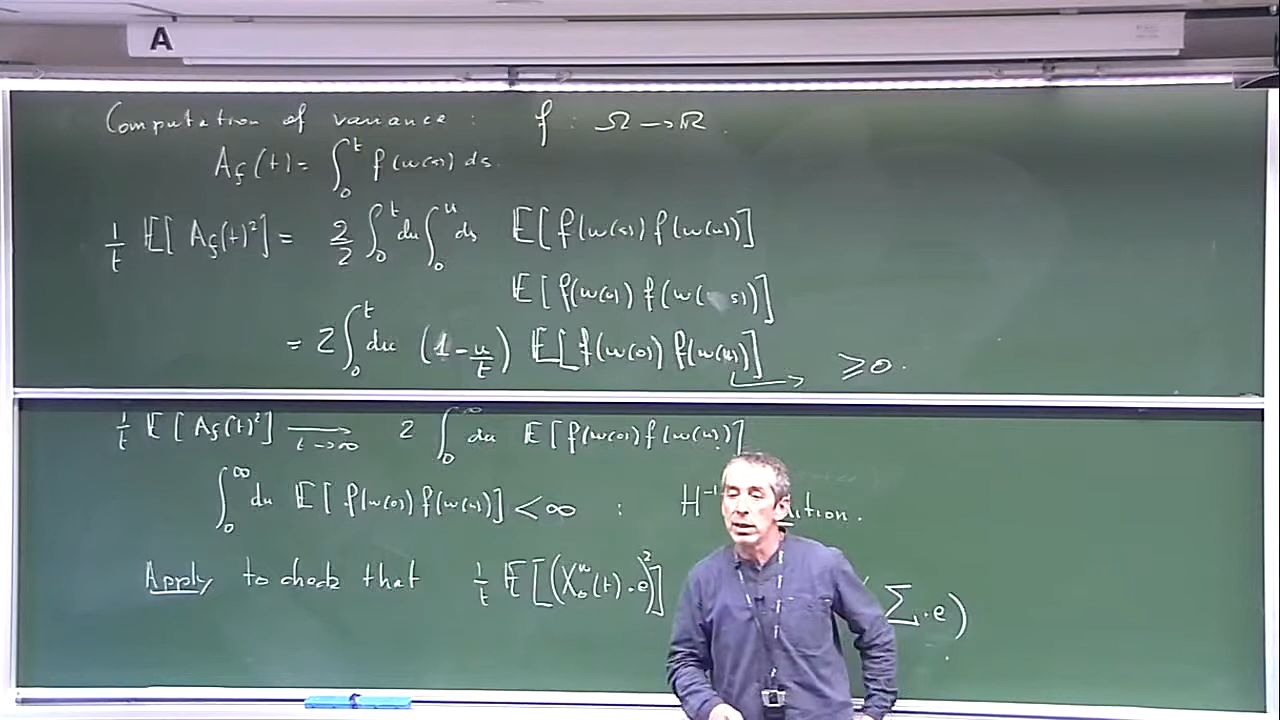 A
Computation of variance : f : Ω → R.
A_f(t) = ∫_0^t f(w(s)) ds.
1/t E[A_f(t)²] = 2/2 ∫_0^t du ∫_0^u ds E[f(w(s)) f(w(u))]
E[f(w(0)) f(w( s))]
= 2 ∫_0^t du (1 - u/t) E[f(w(0)) f(w(u))] ≥ 0.
1/t E[A_f(t)²] → t→∞ 2 ∫_0^∞ du E[f(w(0)) f(w(u))]
∫_0^∞ du E[f(w(0)) f(w(u))] < ∞ : H⁻¹
Apply to check that 1/t E[(X_0^w(t)·e)²] Σ·e)